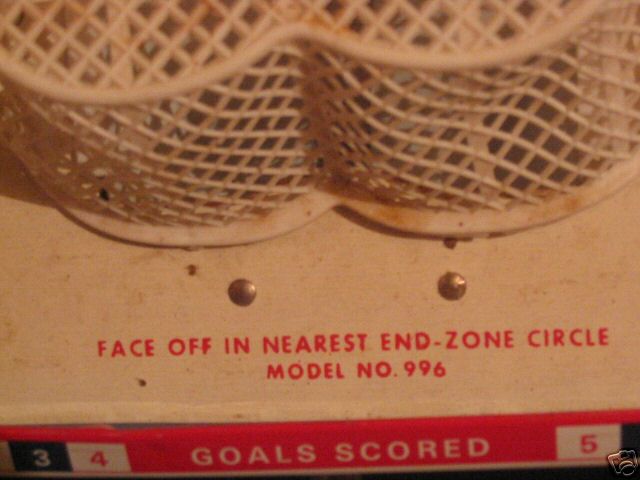 FACE OFF IN NEAREST END-ZONE CIRCLE
MODEL NO. 996
3 4 GOALS SCORED 5